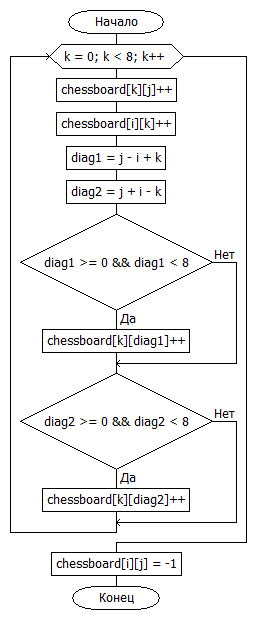 Начало
k = 0; k < 8; k++
chessboard[k][j]++
chessboard[i][k]++
diag1 = j - i + k
diag2 = j + i - k
diag1 >= 0 && diag1 < 8
Нет
Да
chessboard[k][diag1]++
diag2 >= 0 && diag2 < 8
Нет
Да
chessboard[k][diag2]++
chessboard[i][j] = -1
Конец